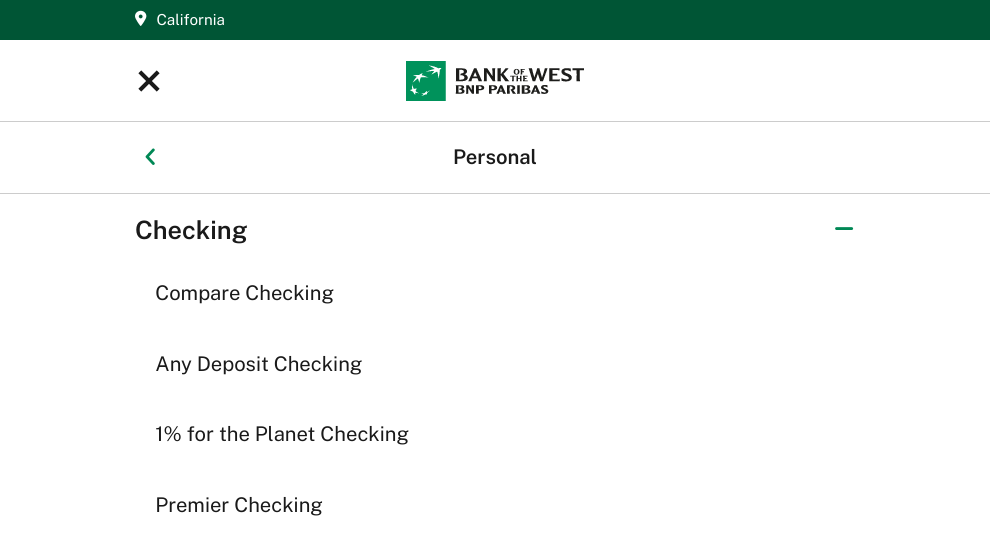 California
BANK OF THE WEST
BNP PARIBAS
Personal
Checking
Compare Checking
Any Deposit Checking
1% for the Planet Checking
Premier Checking